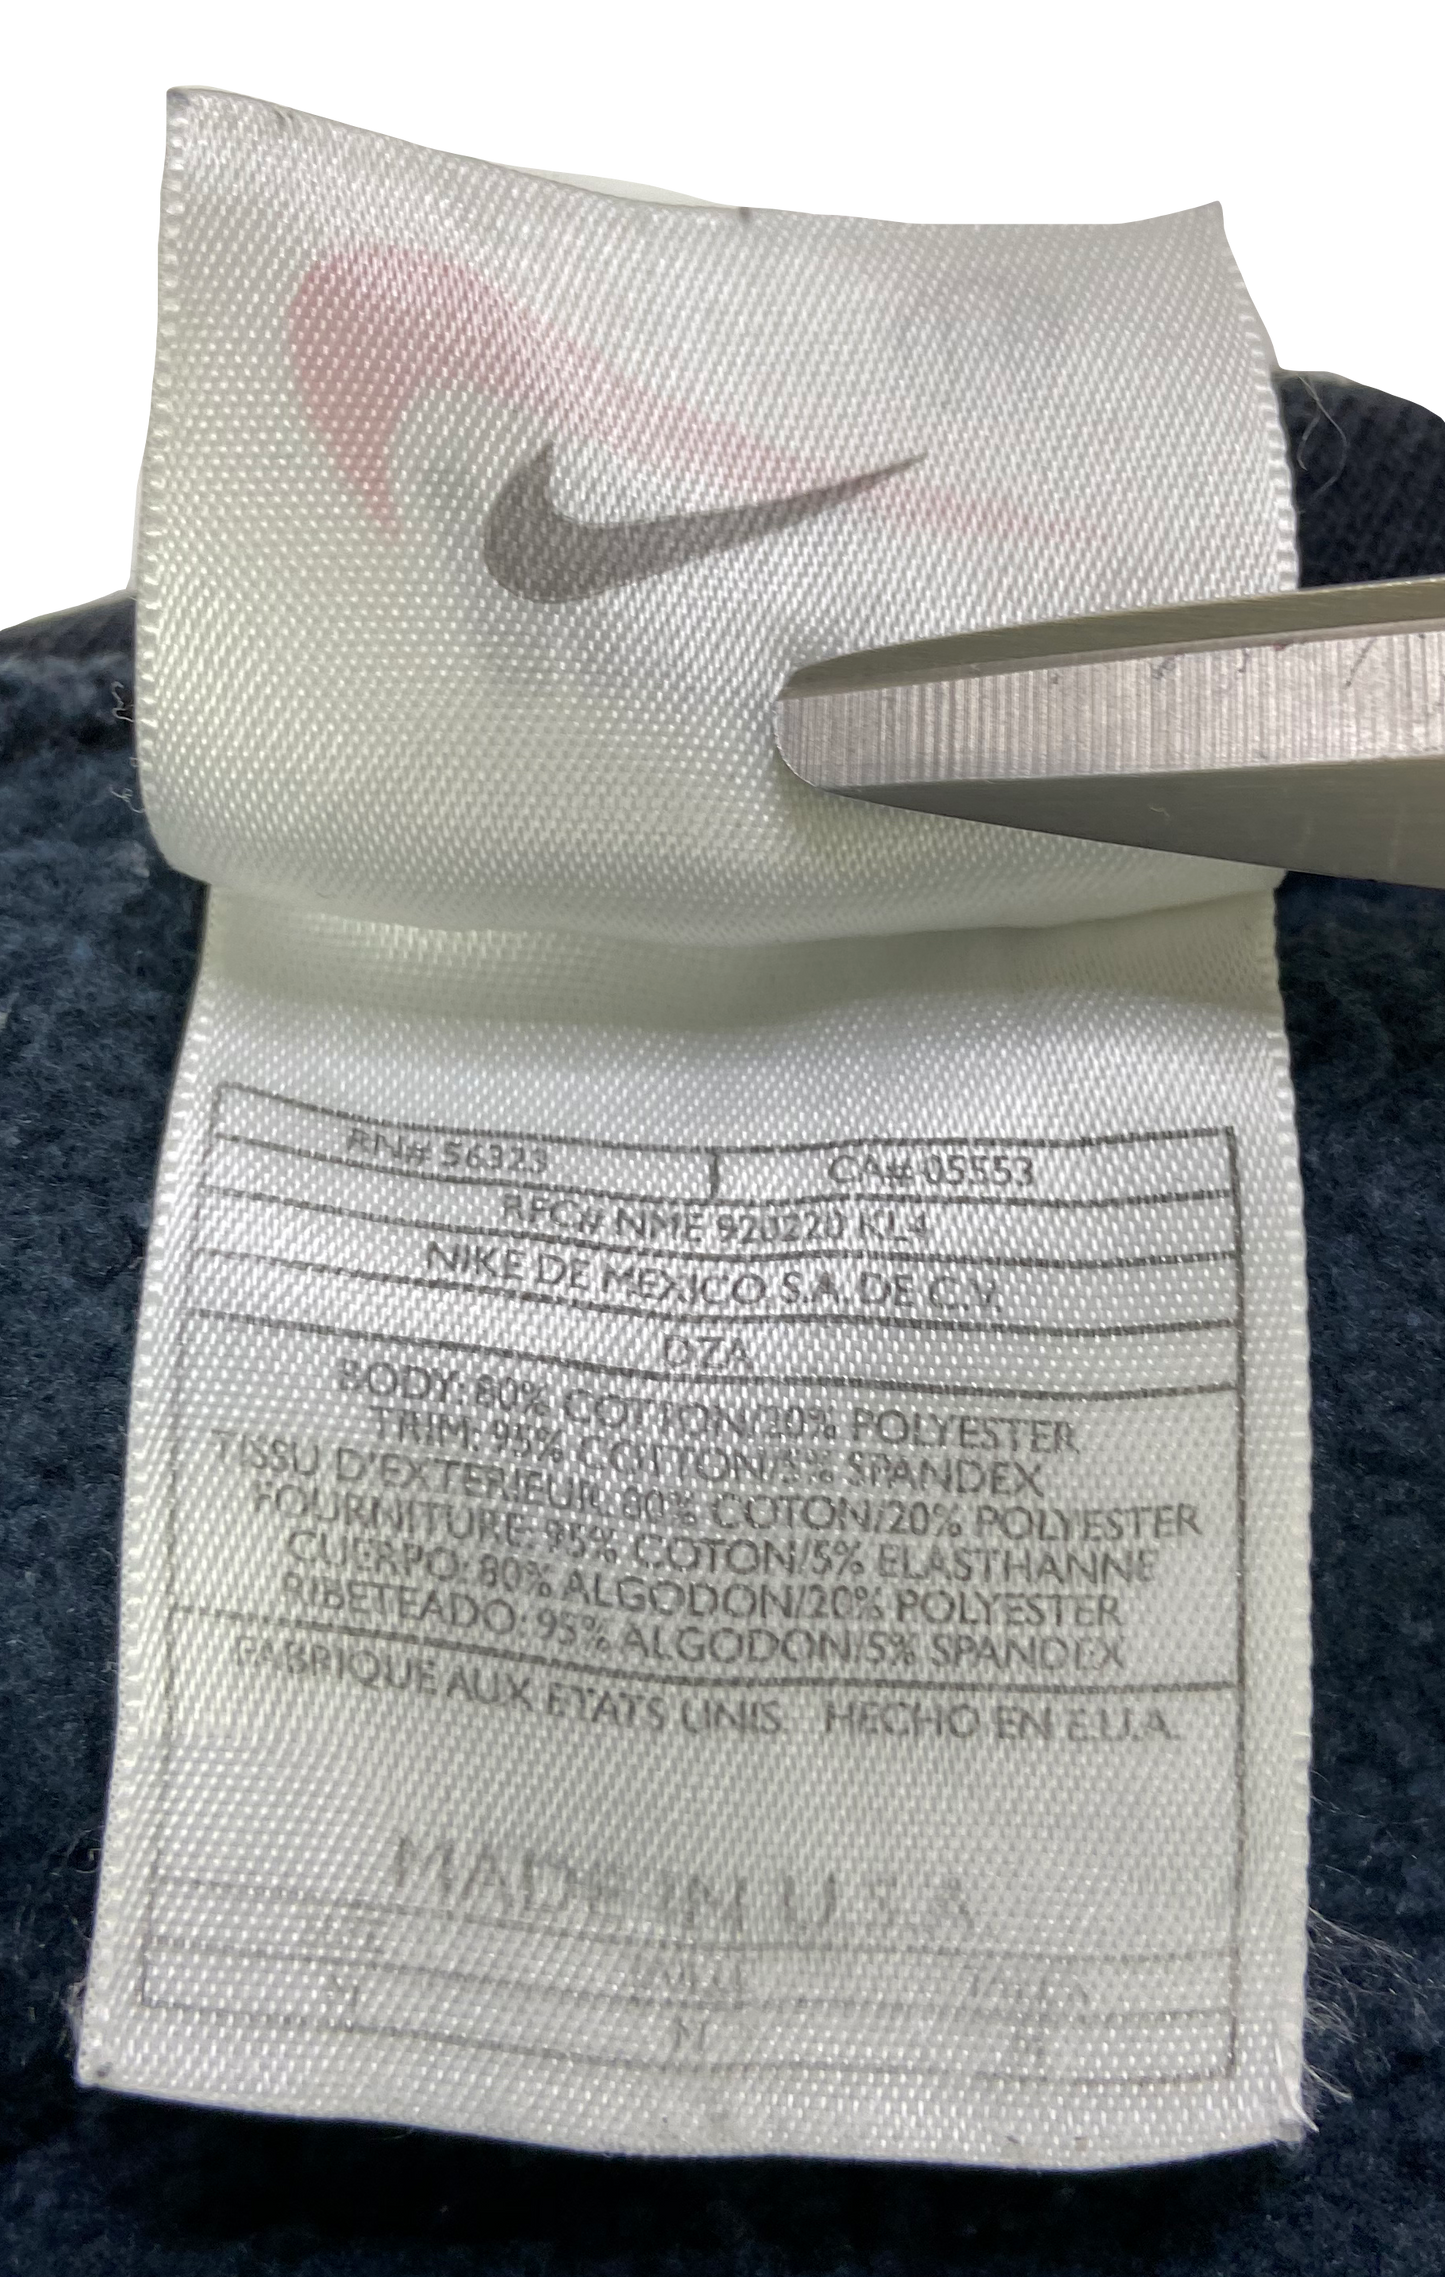 RN# 56323 CA# 05553
RFC# NME 920220 KL4
NIKE DE MEXICO S.A. DE C.V.
DZA
BODY: 80% COTTON/20% POLYESTER
TRIM: 95% COTTON/5% SPANDEX
TISSU D'EXTERIEUR: 80% COTON/20% POLYESTER
FOURNITURE: 95% COTON/5% ELASTHANNE
CUERPO: 80% ALGODON/20% POLYESTER
RIBETEADO: 95% ALGODON/5% SPANDEX
FABRIQUE AUX ETATS UNIS HECHO EN E.U.A.
MADE IN U.S.A.